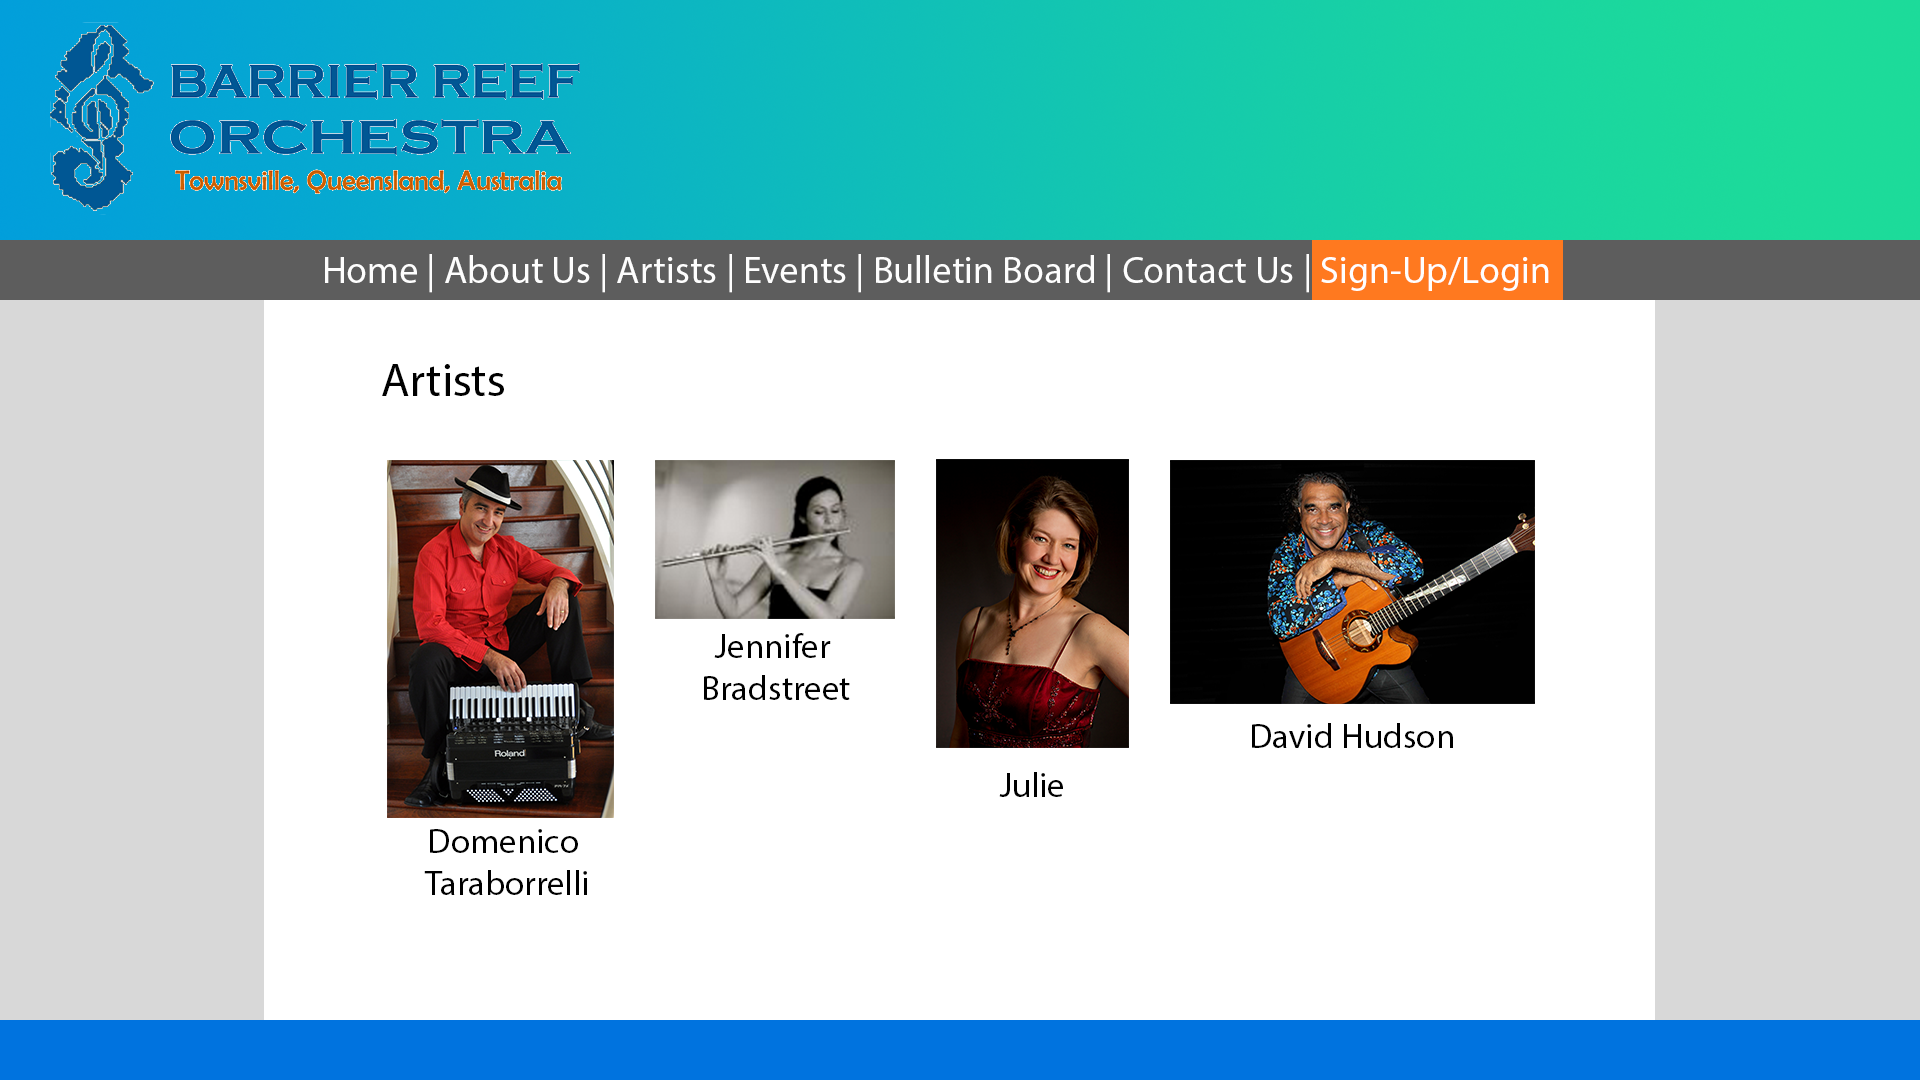 BARRIER REEF
ORCHESTRA
Townsville, Queensland, Australia
Home | About Us | Artists | Events | Bulletin Board | Contact Us | Sign-Up/Login
Artists
Roland
Jennifer
Bradstreet
David Hudson
Julie
Domenico
Taraborrelli